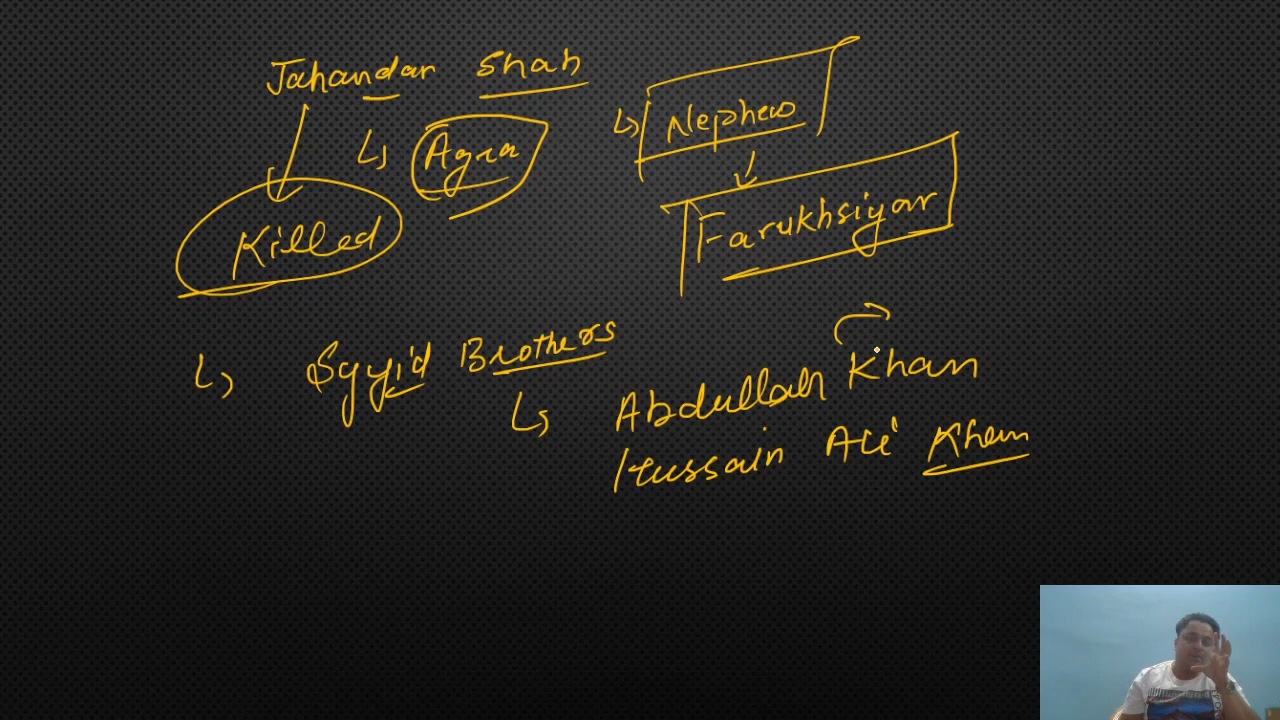 Jahandar Shah
Agra
Nephew
Killed
Farukhsiyar
Syyid Brothers
Abdullah Khan
Hussain Ali Khan